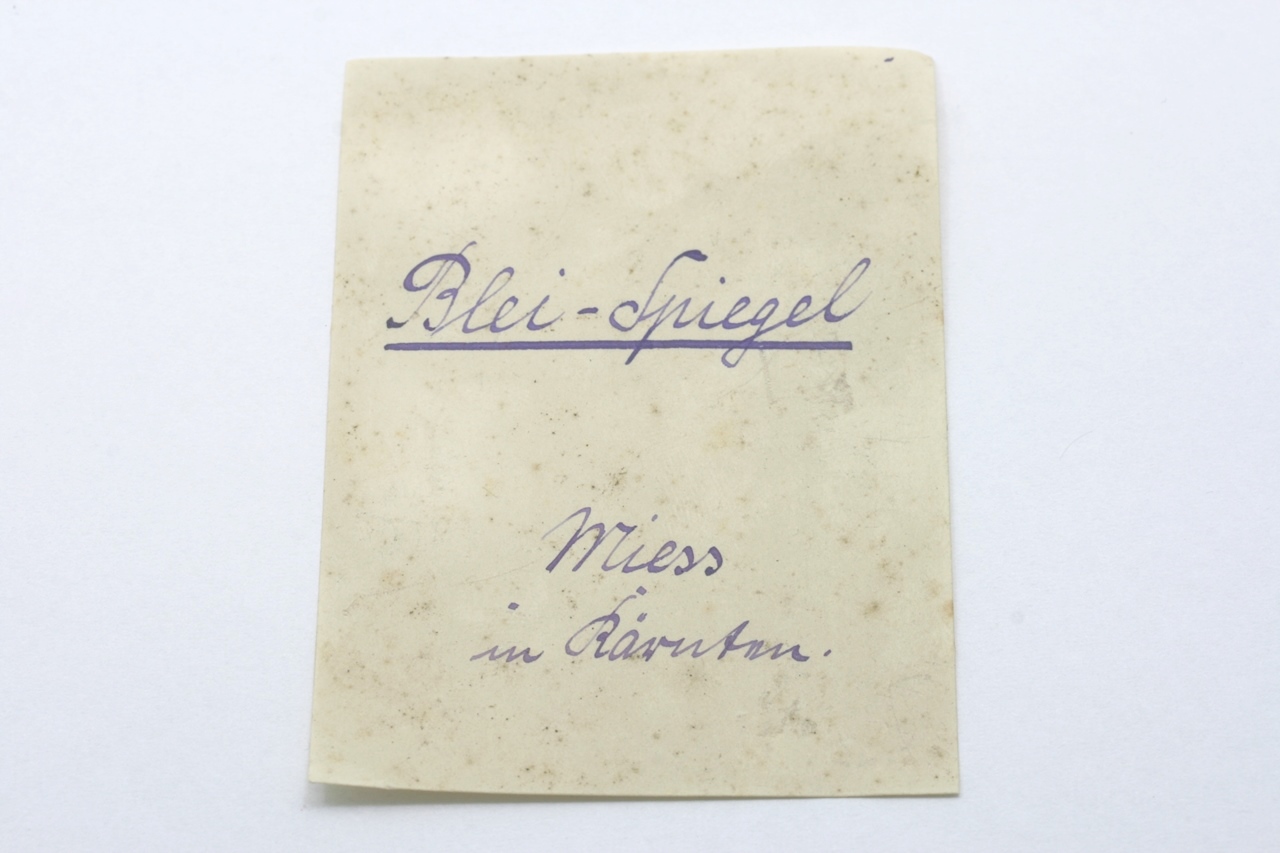 Blei-Spiegel
Miess
in Kärnten.